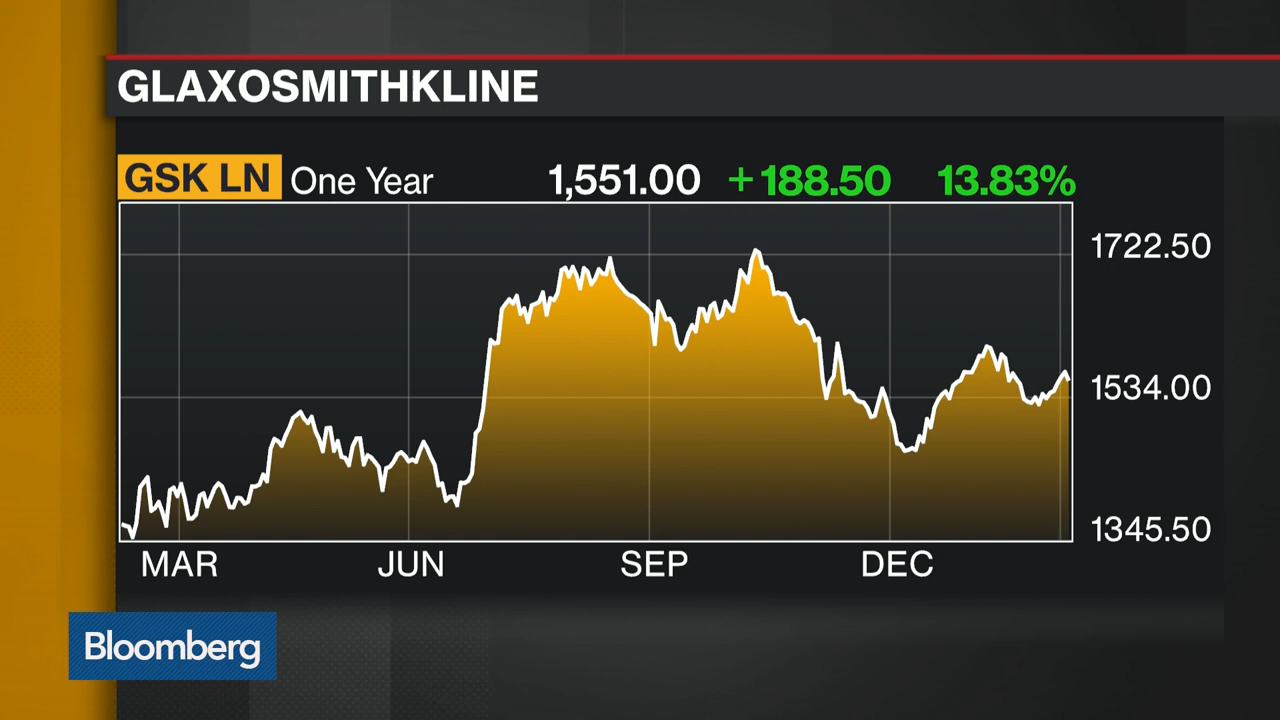 GLAXOSMITHKLINE
GSK LN One Year 1,551.00 +188.50 13.83%
1722.50
1534.00
1345.50
MAR JUN SEP DEC
Bloomberg